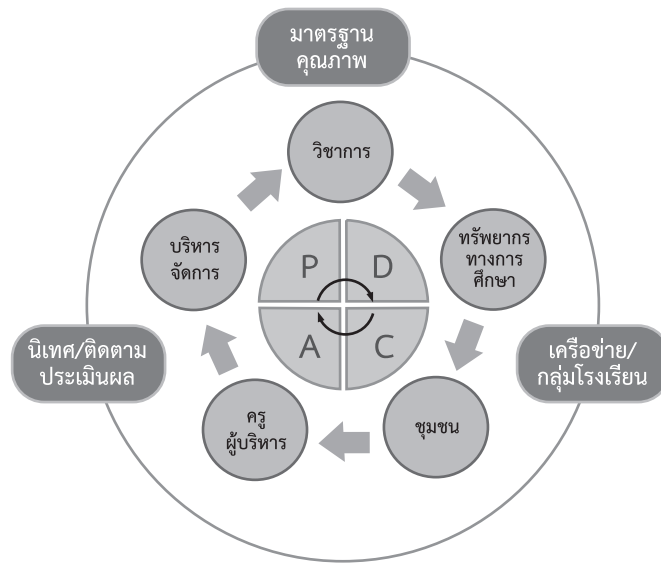 มาตรฐาน
คุณภาพ
วิชาการ
บริหาร
จัดการ
ทรัพยากร
ทางการ
ศึกษา
P
D
A
C
นิเทศ/ติดตาม
ประเมินผล
เครือข่าย/
กลุ่มโรงเรียน
ครู
ผู้บริหาร
ชุมชน